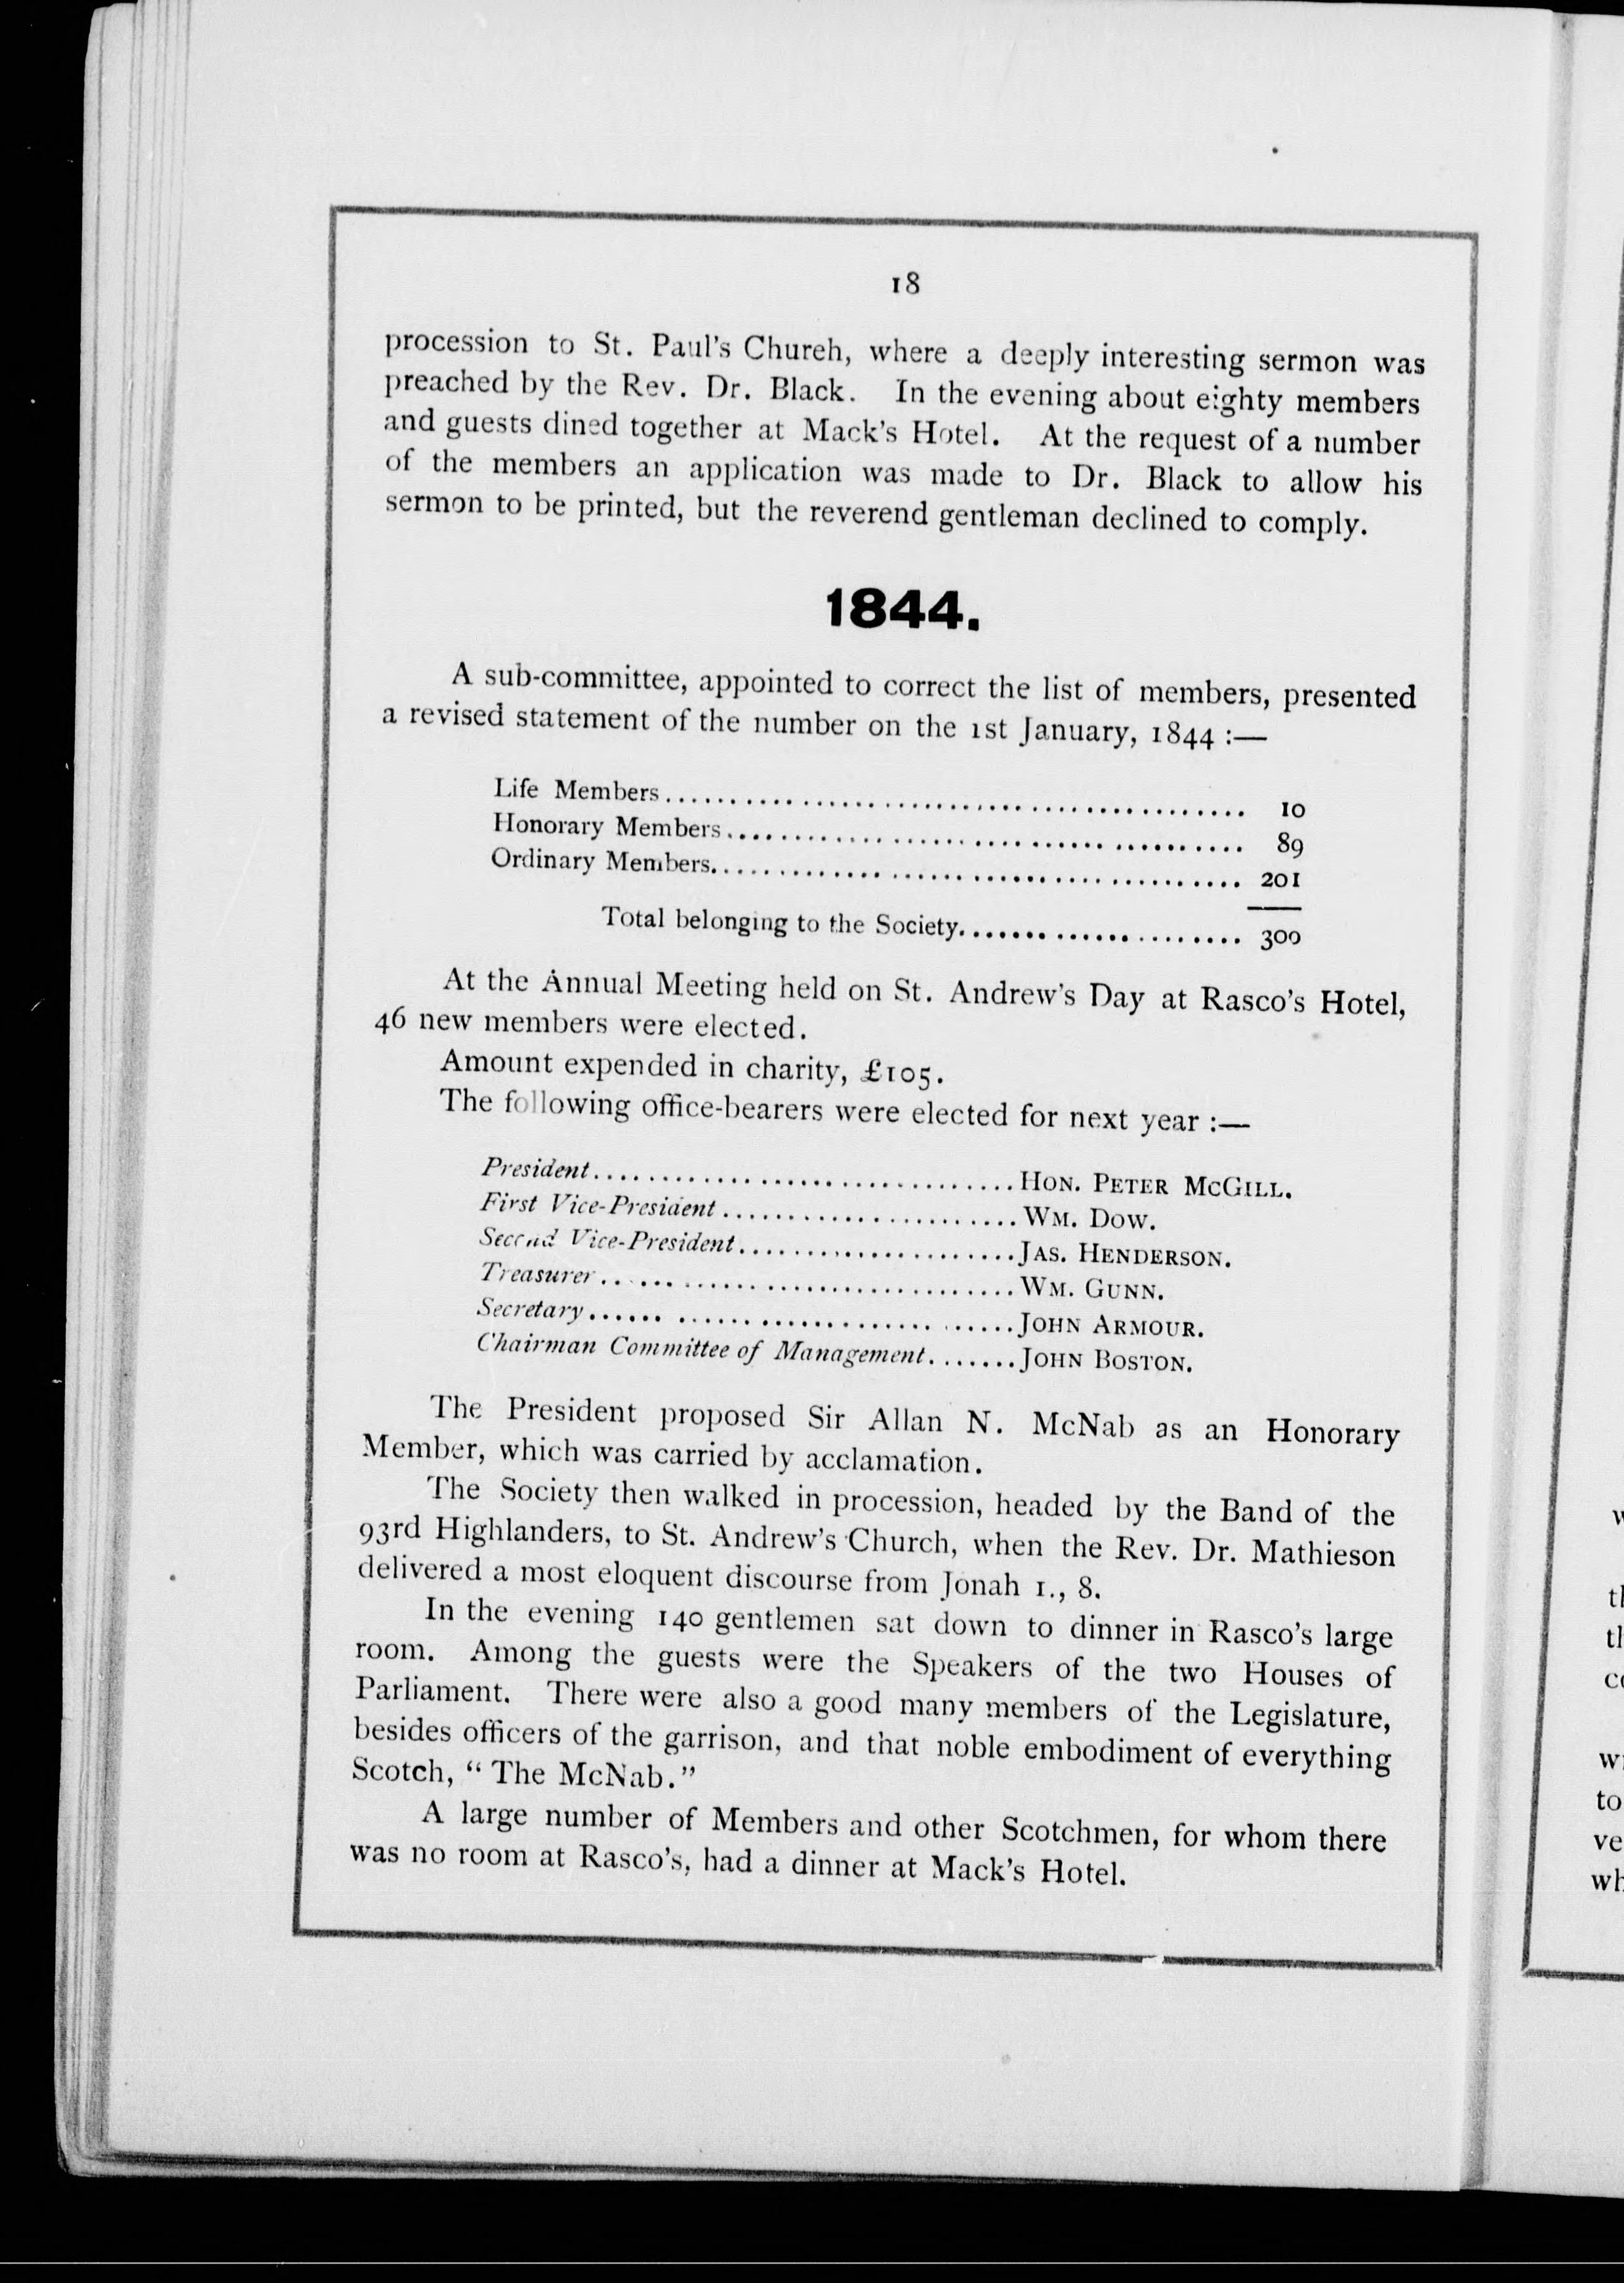 18
procession to St. Paul's Chureh, where a deeply interesting sermon was
preached by the Rev. Dr. Black. In the evening about eighty members
and guests dined together at Mack's Hotel. At the request of a number
of the members an application was made to Dr. Black to allow his
sermon to be printed, but the reverend gentleman declined to comply.
1844.
A sub-committee, appointed to correct the list of members, presented
a revised statement of the number on the 1st January, 1844 :—
Life Members........................................ 10
Honorary Members........................................ 89
Ordinary Members........................................ 201
Total belonging to the Society........................ 300
At the Annual Meeting held on St. Andrew's Day at Rasco's Hotel,
46 new members were elected.
Amount expended in charity, £105.
The following office-bearers were elected for next year :—
President................................HON. PETER MCGILL.
First Vice-President.......................WM. DOW.
Second Vice-President.....................JAS. HENDERSON.
Treasurer................................WM. GUNN.
Secretary................................JOHN ARMOUR.
Chairman Committee of Management.......JOHN BOSTON.
The President proposed Sir Allan N. McNab as an Honorary
Member, which was carried by acclamation.
The Society then walked in procession, headed by the Band of the
93rd Highlanders, to St. Andrew's Church, when the Rev. Dr. Mathieson
delivered a most eloquent discourse from Jonah I., 8.
In the evening 140 gentlemen sat down to dinner in Rasco's large
room. Among the guests were the Speakers of the two Houses of
Parliament. There were also a good many members of the Legislature,
besides officers of the garrison, and that noble embodiment of everything
Scotch, “ The McNab.”
A large number of Members and other Scotchmen, for whom there
was no room at Rasco's, had a dinner at Mack's Hotel.